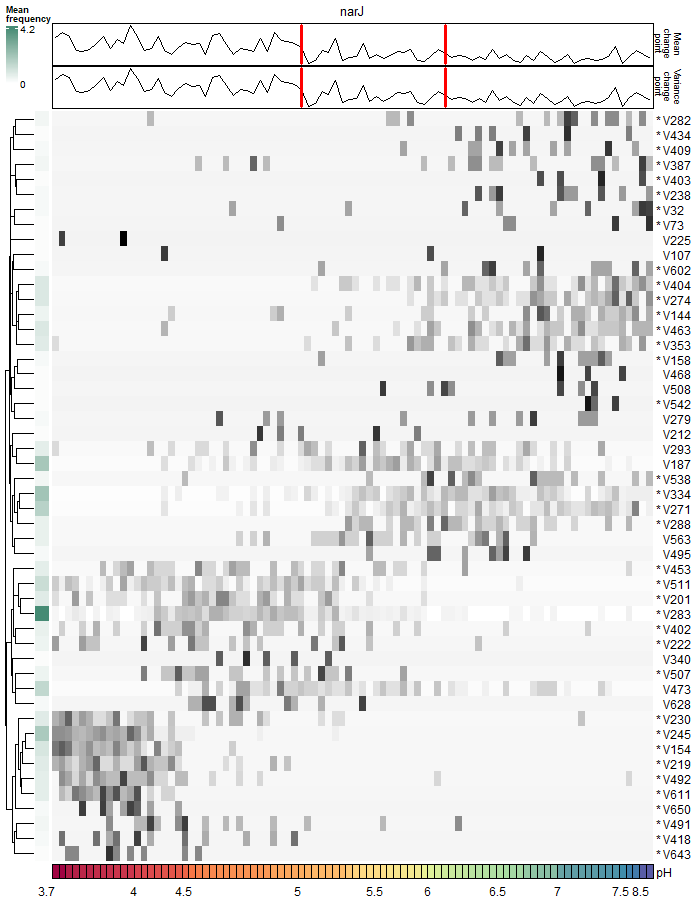 narJ
Mean
frequency
4.2
0
Mean
change
point
Variance
change
point
* V282
* V434
* V409
* V387
* V403
* V238
* V32
* V73
V225
V107
* V602
* V404
* V274
* V144
* V463
* V353
* V158
V468
V508
* V542
V279
V212
V293
V187
* V538
* V334
* V271
* V288
V563
V495
* V453
* V511
* V201
* V283
* V402
* V222
V340
* V507
V473
V628
* V230
* V245
* V154
* V219
* V492
* V611
* V650
* V491
* V418
* V643
pH
3.7 4 4.5 5 5.5 6 6.5 7 7.5 8.5